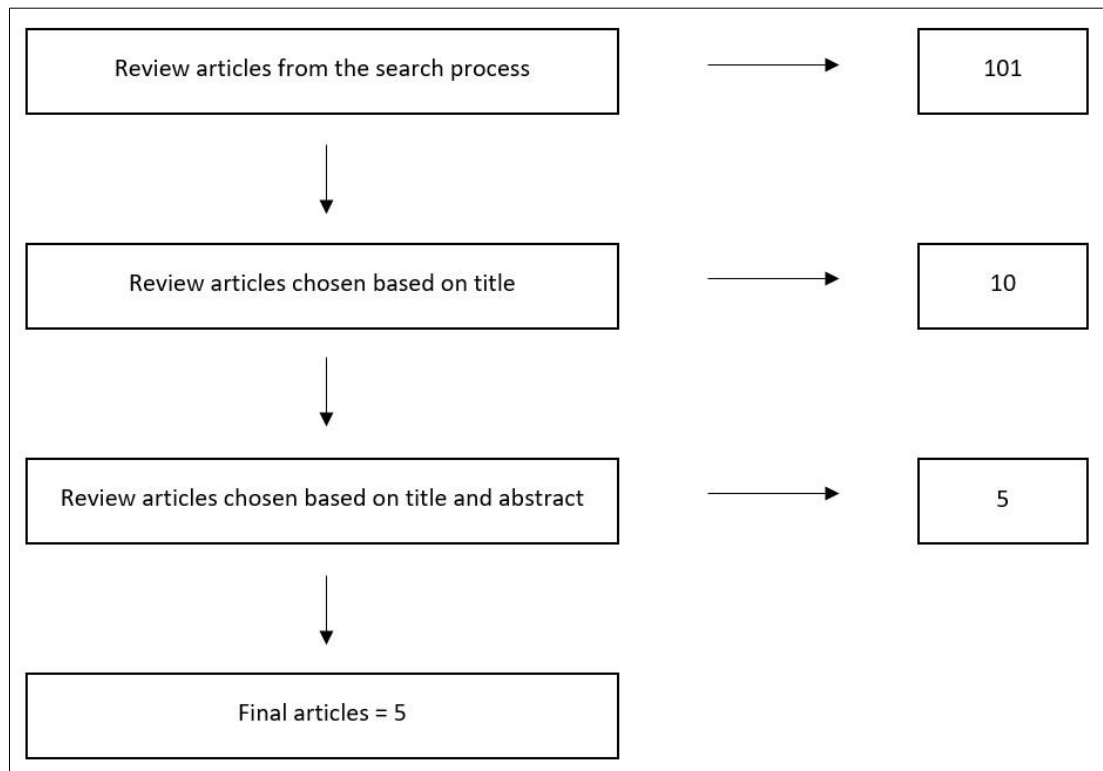 Review articles from the search process
101
Review articles chosen based on title
10
Review articles chosen based on title and abstract
5
Final articles = 5